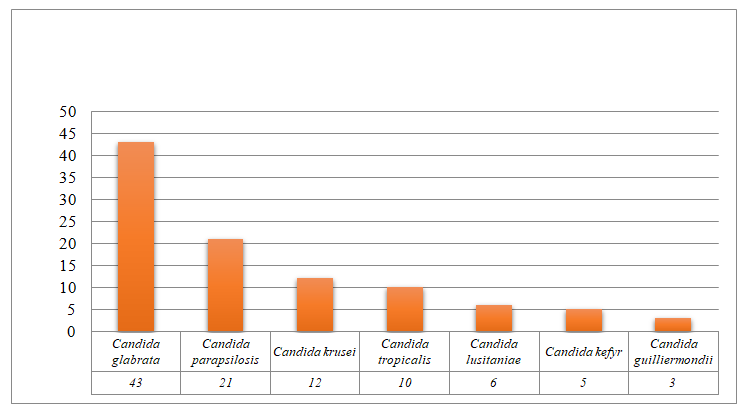 50
45
40
35
30
25
20
15
10
5
0
Candida glabrata
Candida parapsilosis
Candida krusei
Candida tropicalis
Candida lusitaniae
Candida kefyr
Candida guilliermondii
43 21 12 10 6 5 3